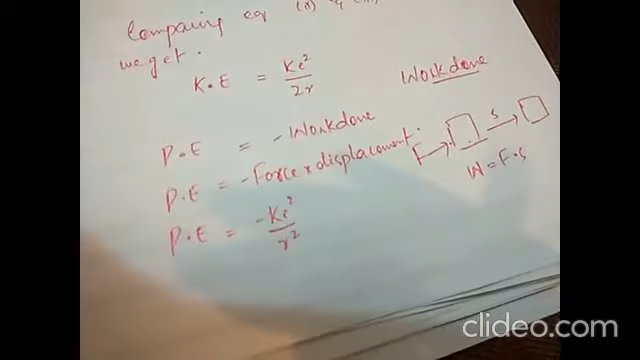 Comparing eq
we get.
K.E = Ke²/2r
Workdone
P.E = -Workdone
P.E = -Force x displacement.
F → S →
W = F.S
P.E = -Ke²/r²
clideo.com